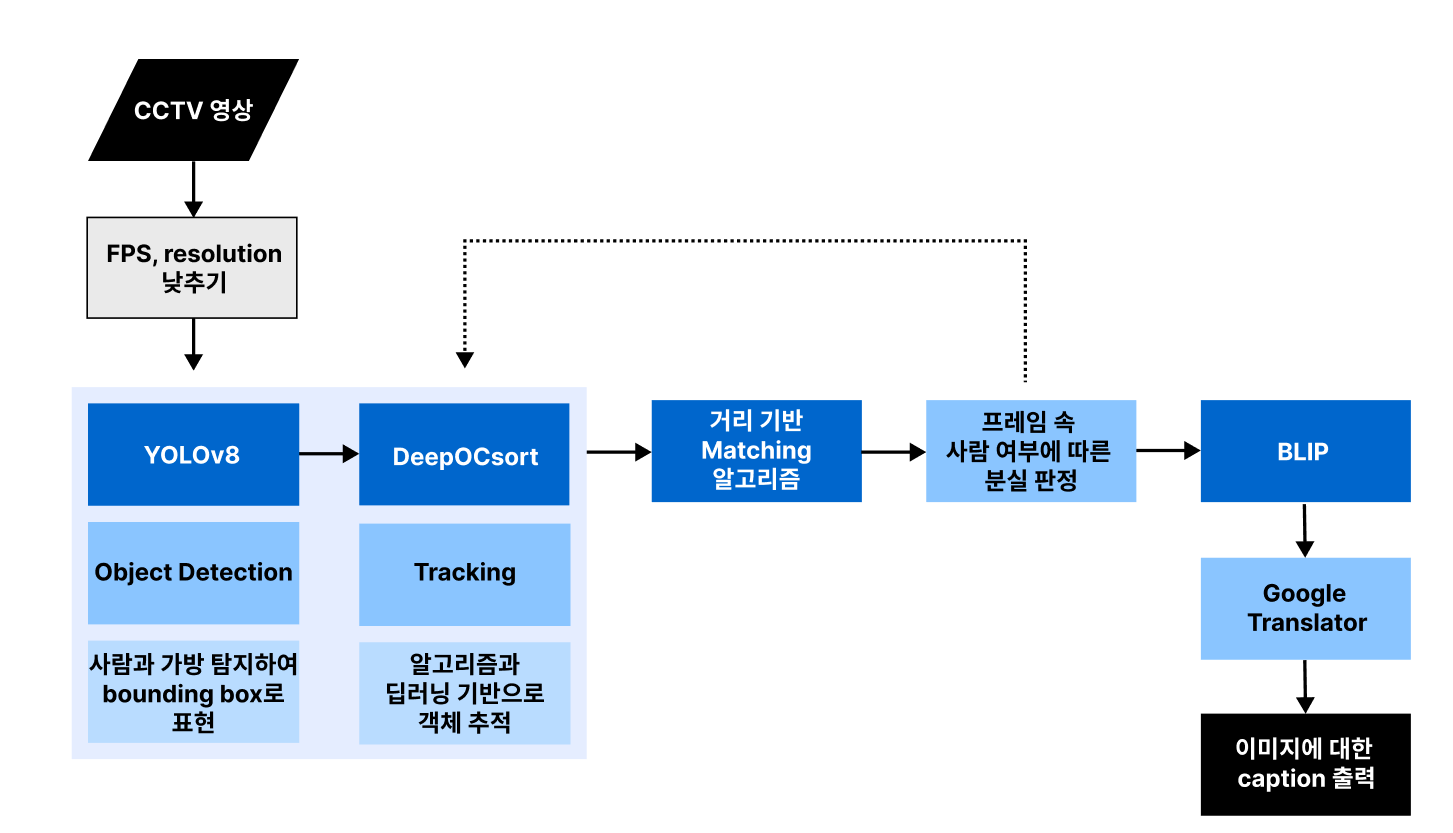 CCTV 영상
FPS, resolution
낮추기
YOLOv8
DeepOCsort
거리 기반
Matching
알고리즘
프레임 속
사람 여부에 따른
분실 판정
BLIP
Object Detection
Tracking
Google
Translator
사람과 가방 탐지하여
bounding box로
표현
알고리즘과
딥러닝 기반으로
객체 추적
이미지에 대한
caption 출력